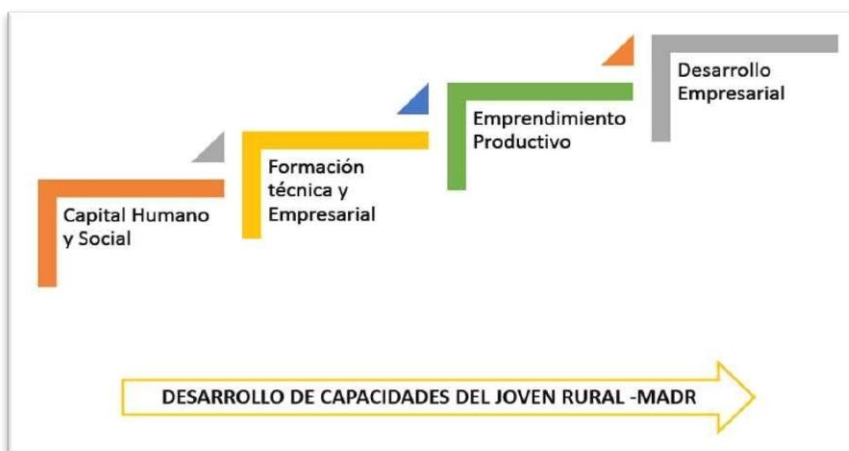 Capital Humano
y Social
Formación
técnica y
Empresarial
Emprendimiento
Productivo
Desarrollo
Empresarial
DESARROLLO DE CAPACIDADES DEL JOVEN RURAL -MADR